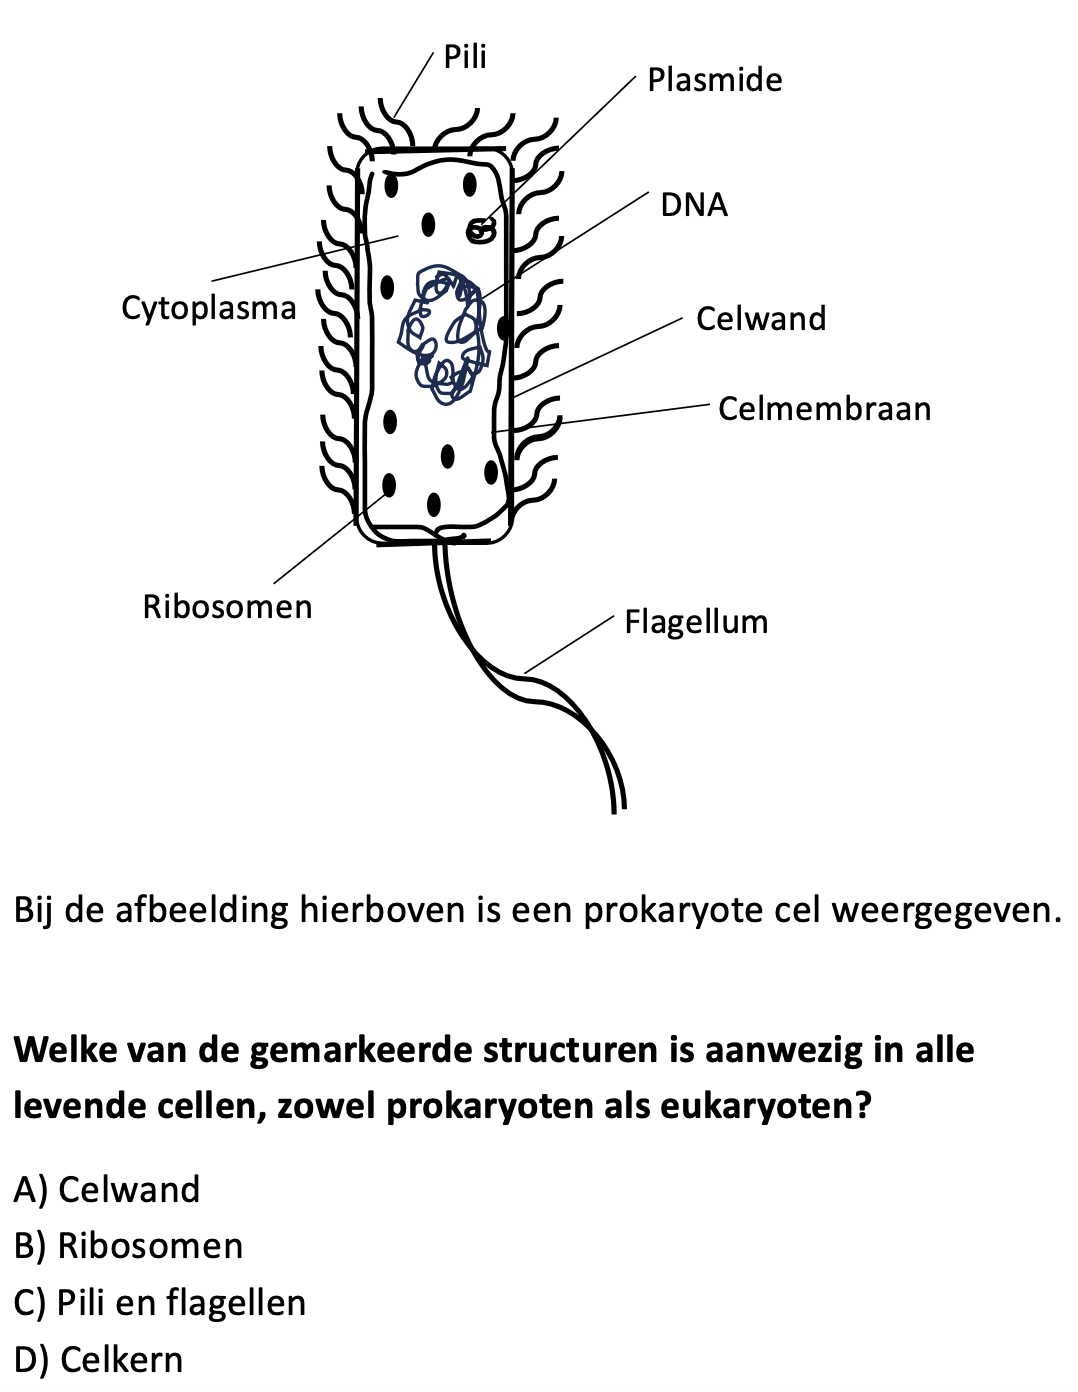 Pili
Plasmide
DNA
Cytoplasma
Celwand
Celmembraan
Ribosomen
Flagellum
Bij de afbeelding hierboven is een prokaryote cel weergegeven.
Welke van de gemarkeerde structuren is aanwezig in alle
levende cellen, zowel prokaryoten als eukaryoten?
A) Celwand
B) Ribosomen
C) Pili en flagellen
D) Celkern